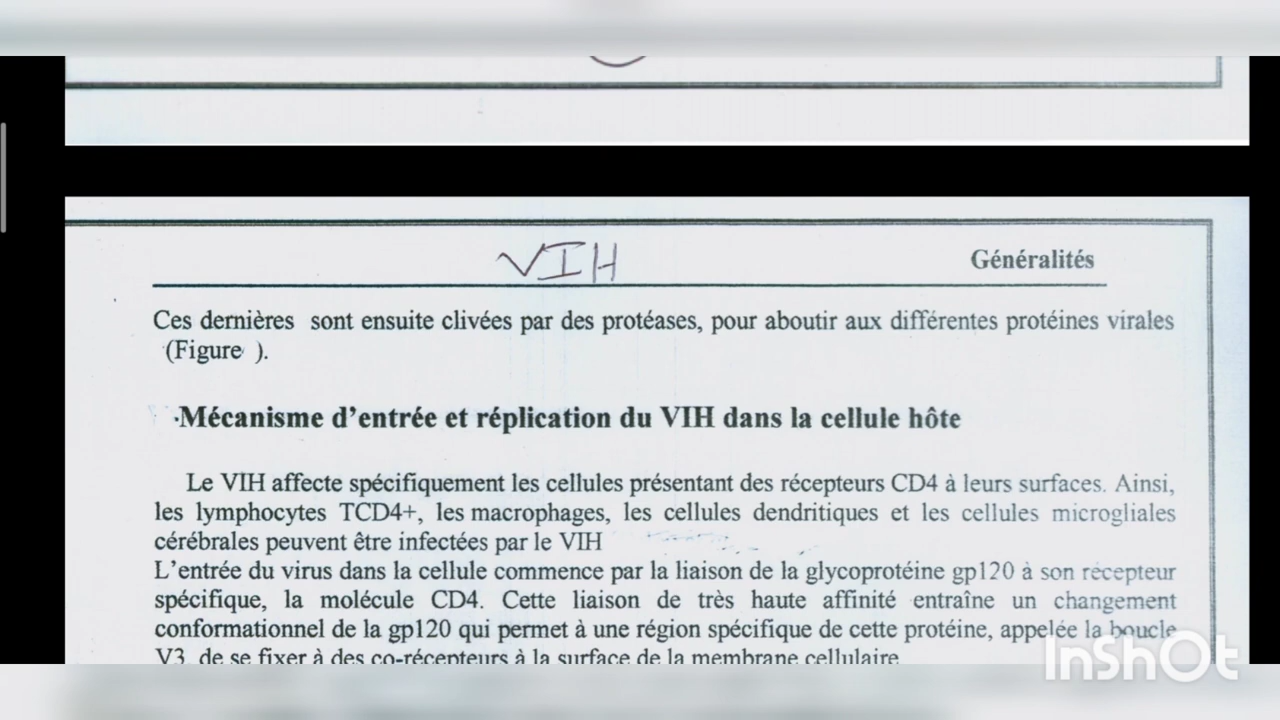 VIH
Généralités
Ces dernières sont ensuite clivées par des protéases, pour aboutir aux différentes protéines virales
(Figure ).
·Mécanisme d'entrée et réplication du VIH dans la cellule hôte
Le VIH affecte spécifiquement les cellules présentant des récepteurs CD4 à leurs surfaces. Ainsi,
les lymphocytes TCD4+, les macrophages, les cellules dendritiques et les cellules microgliales
cérébrales peuvent être infectées par le VIH
L'entrée du virus dans la cellule commence par la liaison de la glycoprotéine gp120 à son récepteur
spécifique, la molécule CD4. Cette liaison de très haute affinité entraîne un changement
conformationnel de la gp120 qui permet à une région spécifique de cette protéine, appelée la boucle
V3, de se fixer à des co-récepteurs à la surface de la membrane cellulaire
InShOt